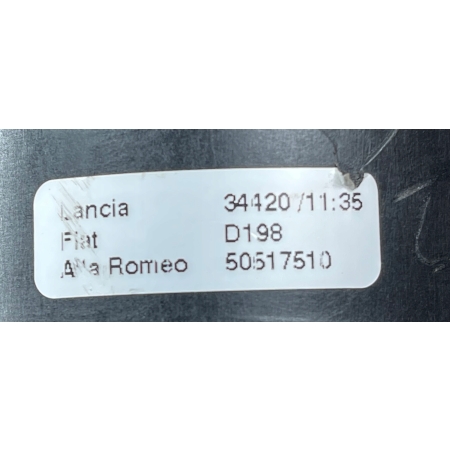 Lancia 34420/11:35
Fiat D198
Alfa Romeo 50517510